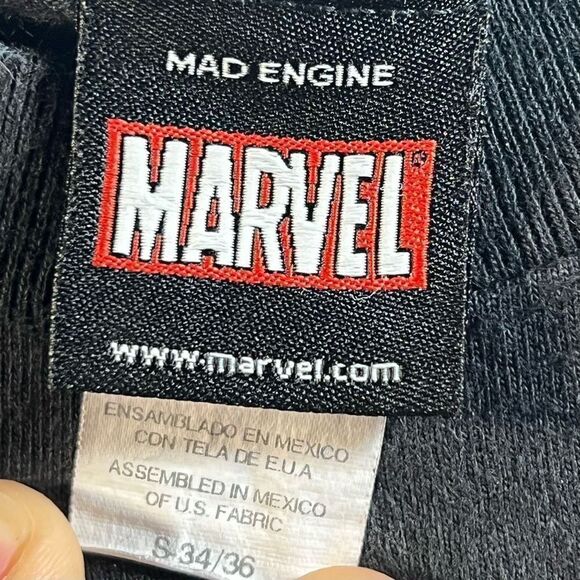 MAD ENGINE
MARVEL
www.marvel.com
ENSAMBLADO EN MEXICO
CON TELA DE E.U.A
ASSEMBLED IN MEXICO
OF U.S. FABRIC
S-34/36